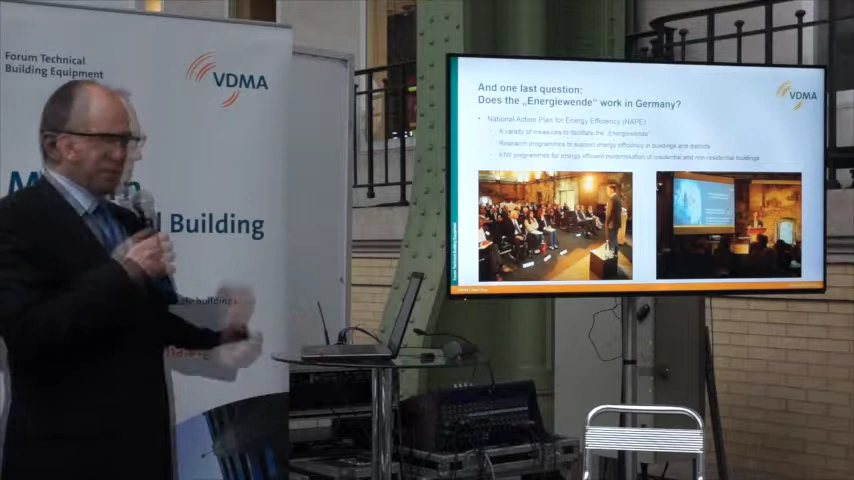 Forum Technical
Building Equipment
VDMA
Building
buildings
And one last question:
Does the „Energiewende“ work in Germany?
VDMA
• National Action Plan for Energy Efficiency (NAPE)
- A variety of measures to facilitate the „Energiewende“
- Research programmes to support energy efficiency in buildings and districts
- KfW programmes for energy efficient modernisation of residential and non residential buildings